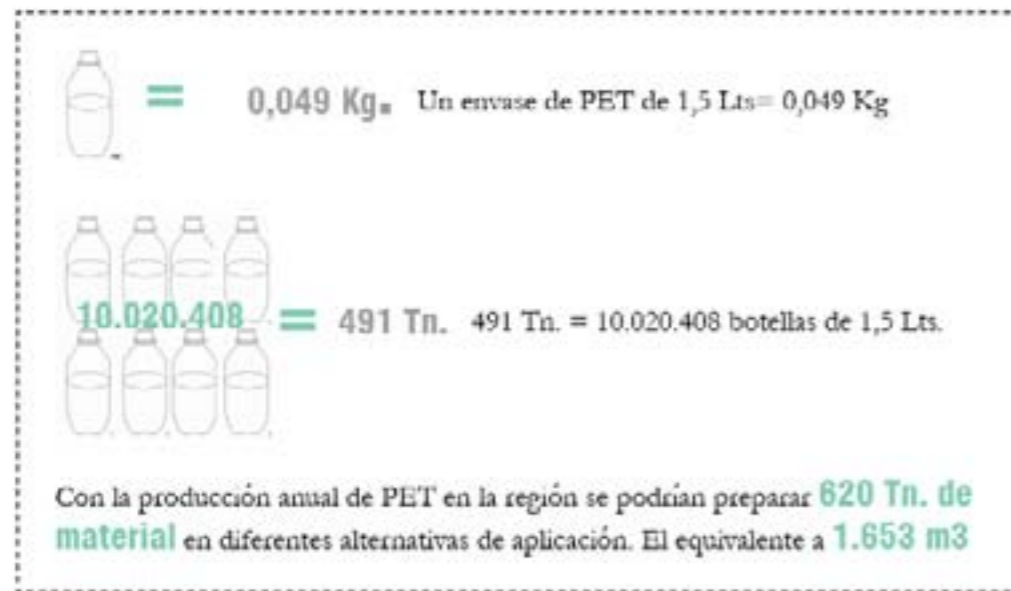 0,049 Kg. Un envase de PET de 1,5 Lts= 0,049 Kg
10.020.408 = 491 Tn. 491 Tn. = 10.020.408 botellas de 1,5 Lts.
Con la producción anual de PET en la región se podrían preparar 620 Tn. de
material en diferentes alternativas de aplicación. El equivalente a 1.653 m3